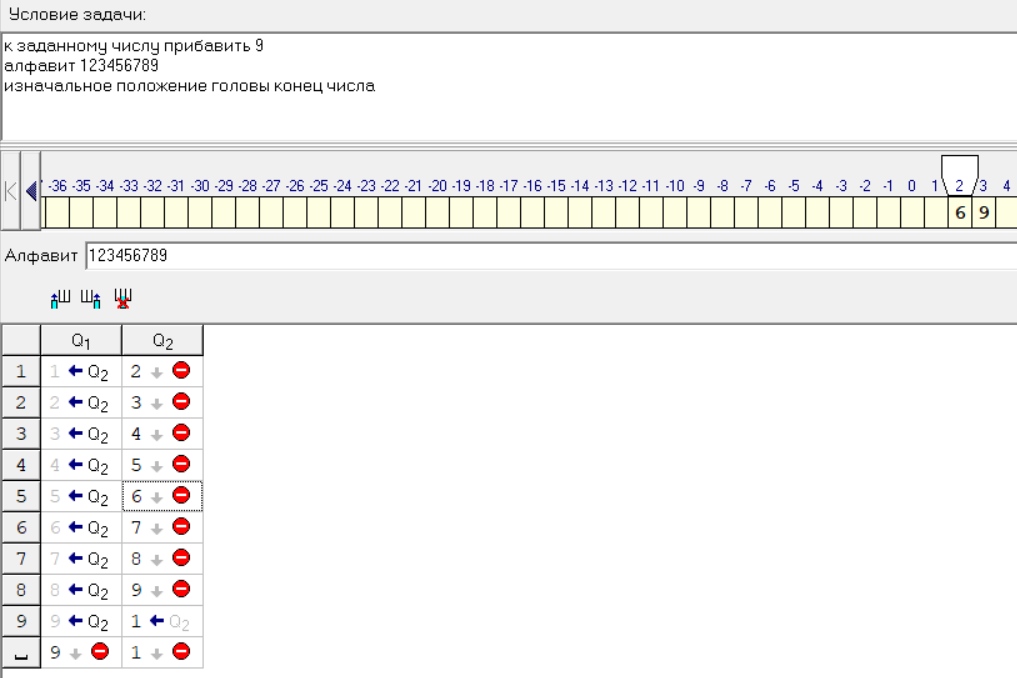 Условие задачи:
к заданному числу прибавить 9
алфавит 123456789
изначальное положение головы конец числа
-36 -35 -34 -33 -32 -31 -30 -29 -28 -27 -26 -25 -24 -23 -22 -21 -20 -19 -18 -17 -16 -15 -14 -13 -12 -11 -10 -9 -8 -7 -6 -5 -4 -3 -2 -1 0 1 2 3 4
6 9
Алфавит 123456789
Q1 Q2
1 1 ← Q2 2 ↓
2 2 ← Q2 3 ↓
3 3 ← Q2 4 ↓
4 4 ← Q2 5 ↓
5 5 ← Q2 6 ↓
6 6 ← Q2 7 ↓
7 7 ← Q2 8 ↓
8 8 ← Q2 9 ↓
9 9 ← Q2 1 ← Q2
␣ 9 ↓ 1 ↓